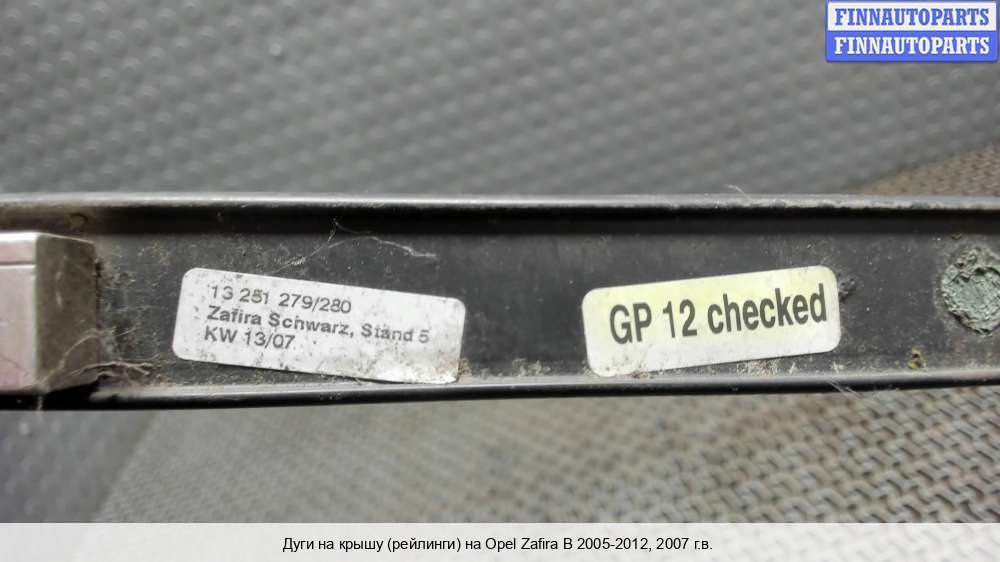 FINNAUTOPARTS
FINNAUTOPARTS
13 251 279/280
Zafira Schwarz, Stand 5
KW 13/07
GP 12 checked
Дуги на крышу (рейлинги) на Opel Zafira B 2005-2012, 2007 г.в.